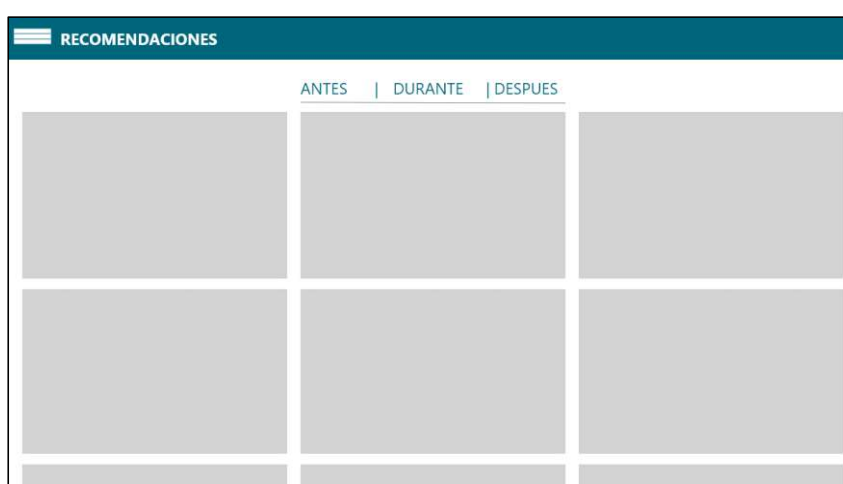 RECOMENDACIONES
ANTES | DURANTE | DESPUES